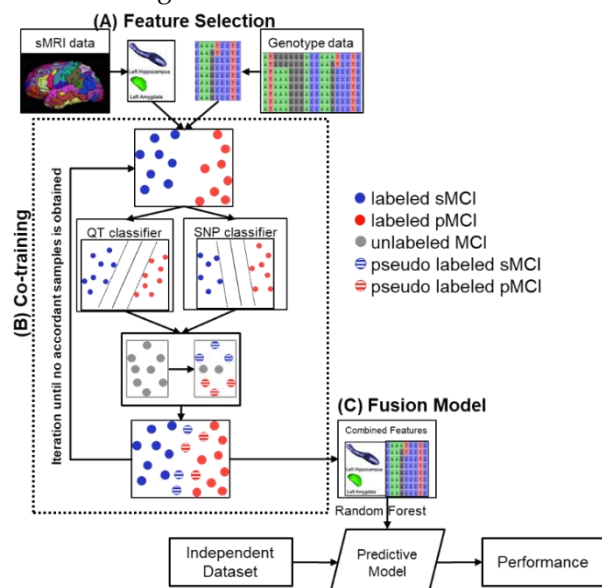 (A) Feature Selection
sMRI data
Left Hippocampus
Left Amygdala
Genotype data
QT classifier
SNP classifier
(B) Co-training
Iteration until no accordant samples is obtained
labeled sMCI
labeled pMCI
unlabeled MCI
pseudo labeled sMCI
pseudo labeled pMCI
(C) Fusion Model
Combined Features
Left Hippocampus
Left Amygdala
Random Forest
Independent
Dataset
Predictive
Model
Performance